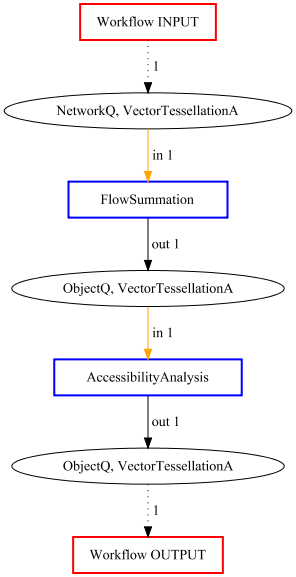 Workflow INPUT
1
NetworkQ, VectorTessellationA
in 1
FlowSummation
out 1
ObjectQ, VectorTessellationA
in 1
AccessibilityAnalysis
out 1
ObjectQ, VectorTessellationA
1
Workflow OUTPUT